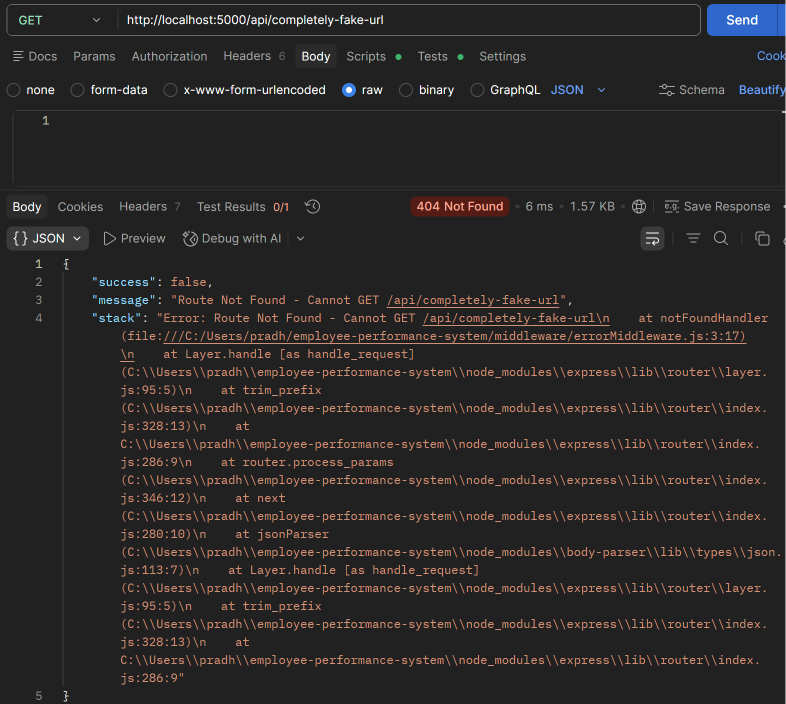 GET http://localhost:5000/api/completely-fake-url Send
Docs Params Authorization Headers 6 Body Scripts Tests Settings Cook
none form-data x-www-form-urlencoded raw binary GraphQL JSON Schema Beautify
1
Body Cookies Headers 7 Test Results 0/1 404 Not Found 6 ms 1.57 KB e.g. Save Response
{} JSON Preview Debug with AI
1 {
2 "success": false,
3 "message": "Route Not Found - Cannot GET /api/completely-fake-url",
4 "stack": "Error: Route Not Found - Cannot GET /api/completely-fake-url\n    at notFoundHandler
(file:///C:/Users/pradh/employee-performance-system/middleware/errorMiddleware.js:3:17)
\n    at Layer.handle [as handle_request]
(C:\\Users\\pradh\\employee-performance-system\\node_modules\\express\\lib\\router\\layer.
js:95:5)\n    at trim_prefix
(C:\\Users\\pradh\\employee-performance-system\\node_modules\\express\\lib\\router\\index.
js:328:13)\n    at
C:\\Users\\pradh\\employee-performance-system\\node_modules\\express\\lib\\router\\index.
js:286:9\n    at router.process_params
(C:\\Users\\pradh\\employee-performance-system\\node_modules\\express\\lib\\router\\index.
js:346:12)\n    at next
(C:\\Users\\pradh\\employee-performance-system\\node_modules\\express\\lib\\router\\index.
js:280:10)\n    at jsonParser
(C:\\Users\\pradh\\employee-performance-system\\node_modules\\body-parser\\lib\\types\\json.
js:113:7)\n    at Layer.handle [as handle_request]
(C:\\Users\\pradh\\employee-performance-system\\node_modules\\express\\lib\\router\\layer.
js:95:5)\n    at trim_prefix
(C:\\Users\\pradh\\employee-performance-system\\node_modules\\express\\lib\\router\\index.
js:328:13)\n    at
C:\\Users\\pradh\\employee-performance-system\\node_modules\\express\\lib\\router\\index.
js:286:9"
5 }